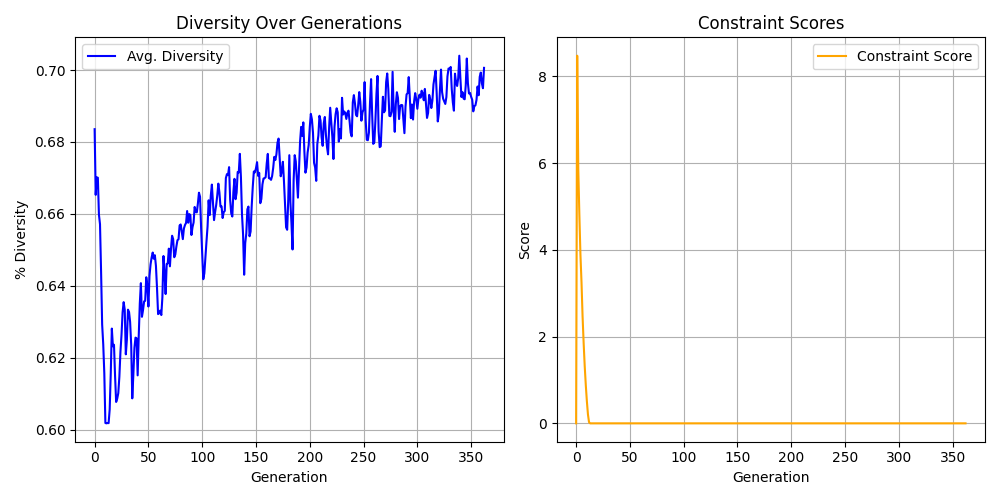 Diversity Over Generations
Avg. Diversity
% Diversity
0.70
0.68
0.66
0.64
0.62
0.60
0 50 100 150 200 250 300 350
Generation
Constraint Scores
Constraint Score
Score
8
6
4
2
0
0 50 100 150 200 250 300 350
Generation